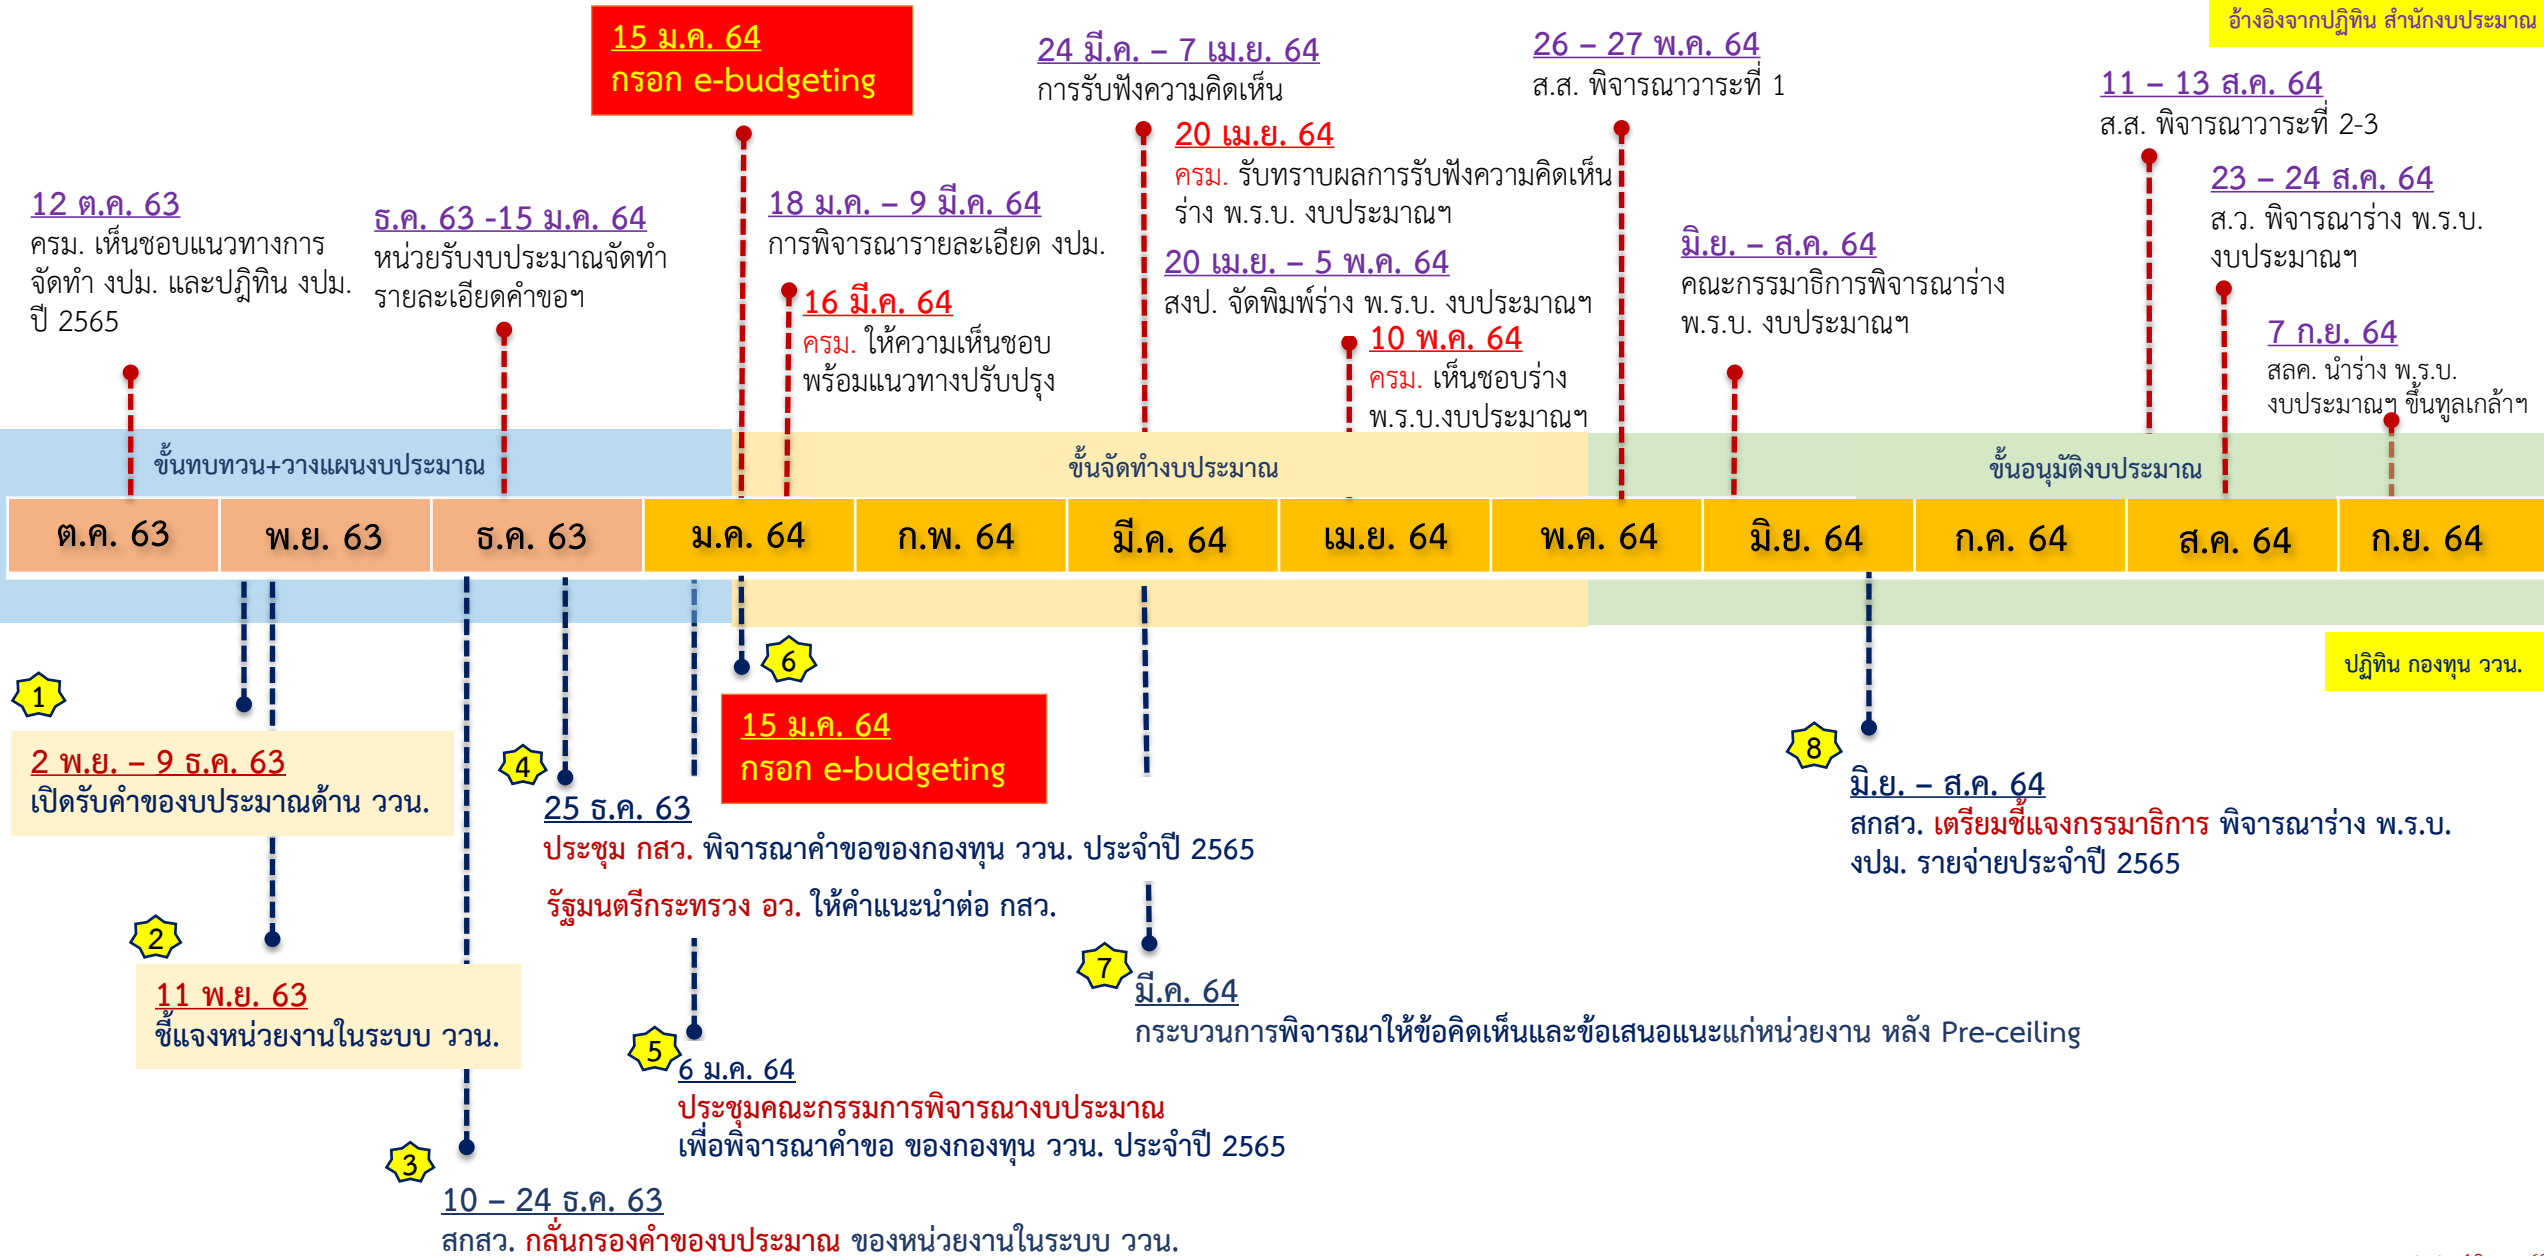 อ้างอิงจากปฏิทิน สำนักงบประมาณ
15 ม.ค. 64
กรอก e-budgeting
24 มี.ค. – 7 เม.ย. 64
การรับฟังความคิดเห็น
26 – 27 พ.ค. 64
ส.ส. พิจารณาวาระที่ 1
11 – 13 ส.ค. 64
ส.ส. พิจารณาวาระที่ 2-3
20 เม.ย. 64
ครม. รับทราบผลการรับฟังความคิดเห็น
ร่าง พ.ร.บ. งบประมาณฯ
12 ต.ค. 63
ครม. เห็นชอบแนวทางการ
จัดทำ งปม. และปฎิทิน งปม.
ปี 2565
ธ.ค. 63 -15 ม.ค. 64
หน่วยรับงบประมาณจัดทำ
รายละเอียดคำขอฯ
18 ม.ค. – 9 มี.ค. 64
การพิจารณารายละเอียด งปม.
16 มี.ค. 64
ครม. ให้ความเห็นชอบ
พร้อมแนวทางปรับปรุง
20 เม.ย. – 5 พ.ค. 64
สงป. จัดพิมพ์ร่าง พ.ร.บ. งบประมาณฯ
10 พ.ค. 64
ครม. เห็นชอบร่าง
พ.ร.บ.งบประมาณฯ
มิ.ย. – ส.ค. 64
คณะกรรมาธิการพิจารณาร่าง
พ.ร.บ. งบประมาณฯ
23 – 24 ส.ค. 64
ส.ว. พิจารณาร่าง พ.ร.บ.
งบประมาณฯ
7 ก.ย. 64
สลค. นำร่าง พ.ร.บ.
งบประมาณฯ ขึ้นทูลเกล้าฯ
ขั้นทบทวน+วางแผนงบประมาณ
ขั้นจัดทำงบประมาณ
ขั้นอนุมัติงบประมาณ
ต.ค. 63
พ.ย. 63
ธ.ค. 63
ม.ค. 64
ก.พ. 64
มี.ค. 64
เม.ย. 64
พ.ค. 64
มิ.ย. 64
ก.ค. 64
ส.ค. 64
ก.ย. 64
ปฏิทิน กองทุน ววน.
1
2 พ.ย. – 9 ธ.ค. 63
เปิดรับคำของบประมาณด้าน ววน.
2
11 พ.ย. 63
ชี้แจงหน่วยงานในระบบ ววน.
3
10 – 24 ธ.ค. 63
สกสว. กลั่นกรองคำของบประมาณ ของหน่วยงานในระบบ ววน.
4
25 ธ.ค. 63
ประชุม กสว. พิจารณาคำขอของกองทุน ววน. ประจำปี 2565
รัฐมนตรีกระทรวง อว. ให้คำแนะนำต่อ กสว.
5
6 ม.ค. 64
ประชุมคณะกรรมการพิจารณางบประมาณ
เพื่อพิจารณาคำขอ ของกองทุน ววน. ประจำปี 2565
6
15 ม.ค. 64
กรอก e-budgeting
7
มี.ค. 64
กระบวนการพิจารณาให้ข้อคิดเห็นและข้อเสนอแนะแก่หน่วยงาน หลัง Pre-ceiling
8
มิ.ย. – ส.ค. 64
สกสว. เตรียมชี้แจงกรรมาธิการ พิจารณาร่าง พ.ร.บ.
งปม. รายจ่ายประจำปี 2565